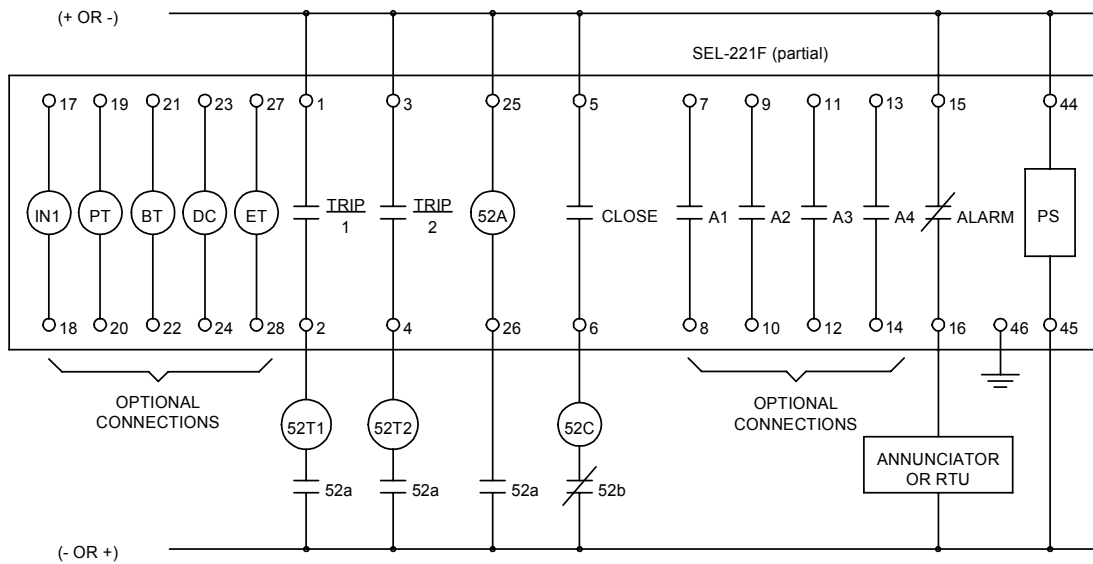 (+ OR -)
SEL-221F (partial)
17 19 21 23 27 1 3 25 5 7 9 11 13 15 44
IN1 PT BT DC ET TRIP 1 TRIP 2 52A CLOSE A1 A2 A3 A4 ALARM PS
18 20 22 24 28 2 4 26 6 8 10 12 14 16 46 45
OPTIONAL
CONNECTIONS
OPTIONAL
CONNECTIONS
52T1 52T2 52C
ANNUNCIATOR
OR RTU
52a 52a 52a 52b
(- OR +)